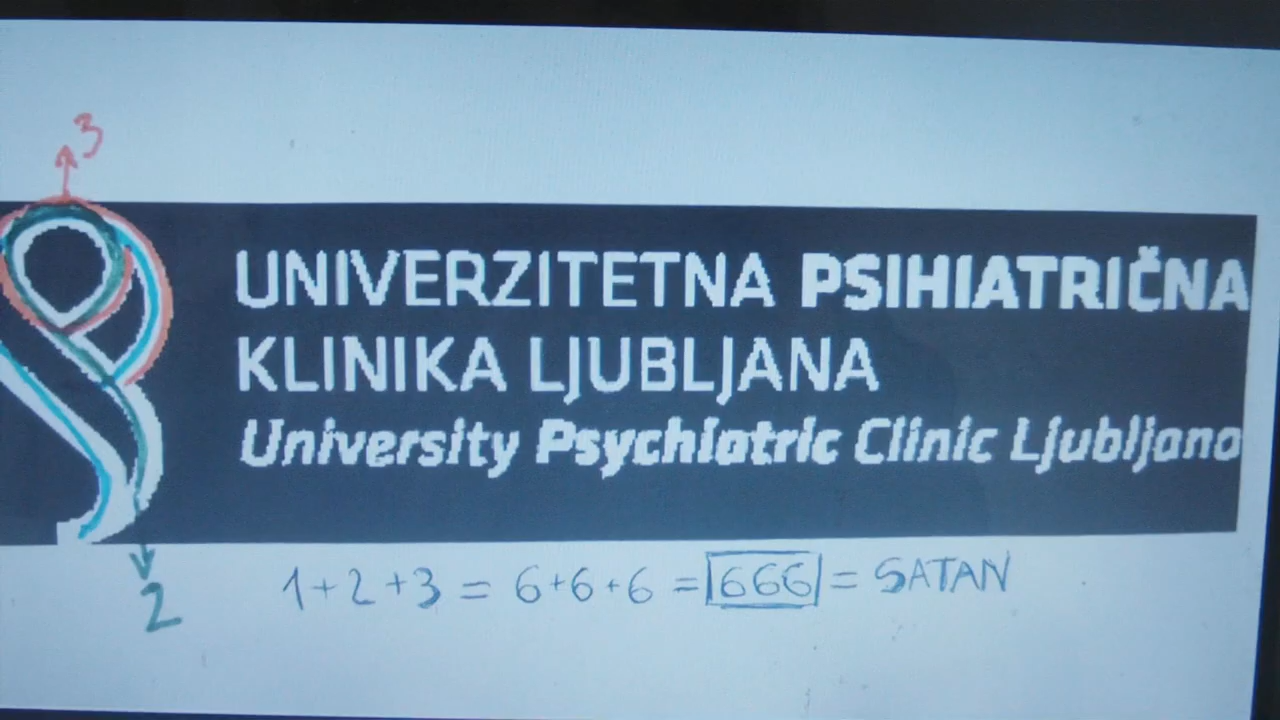 3
UNIVERZITETNA PSIHIATRIČNA
KLINIKA LJUBLJANA
University Psychiatric Clinic Ljubljana
2
1+2+3 = 6+6+6 = 666 = SATAN